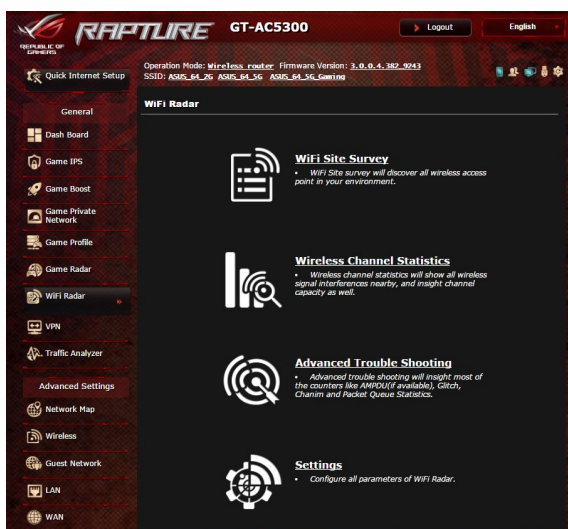 REPUBLIC OF
GAMERS
RAPTURE
GT-AC5300
Logout
English
Quick Internet Setup
Operation Mode: Wireless router Firmware Version: 3.0.0.4.382_9243
SSID: ASUS_64_2G ASUS_64_5G ASUS_64_5G_Gaming
General
Dash Board
Game IPS
Game Boost
Game Private
Network
Game Profile
Game Radar
WiFi Radar
VPN
Traffic Analyzer
Advanced Settings
Network Map
Wireless
Guest Network
LAN
WAN
WiFi Radar
WiFi Site Survey
• WiFi Site survey will discover all wireless access
point in your environment.
Wireless Channel Statistics
• Wireless channel statistics will show all wireless
signal interferences nearby, and insight channel
capacity as well.
Advanced Trouble Shooting
• Advanced trouble shooting will insight most of
the counters like AMPDU(if available), Glitch,
Chanim and Packet Queue Statistics.
Settings
• Configure all parameters of WiFi Radar.